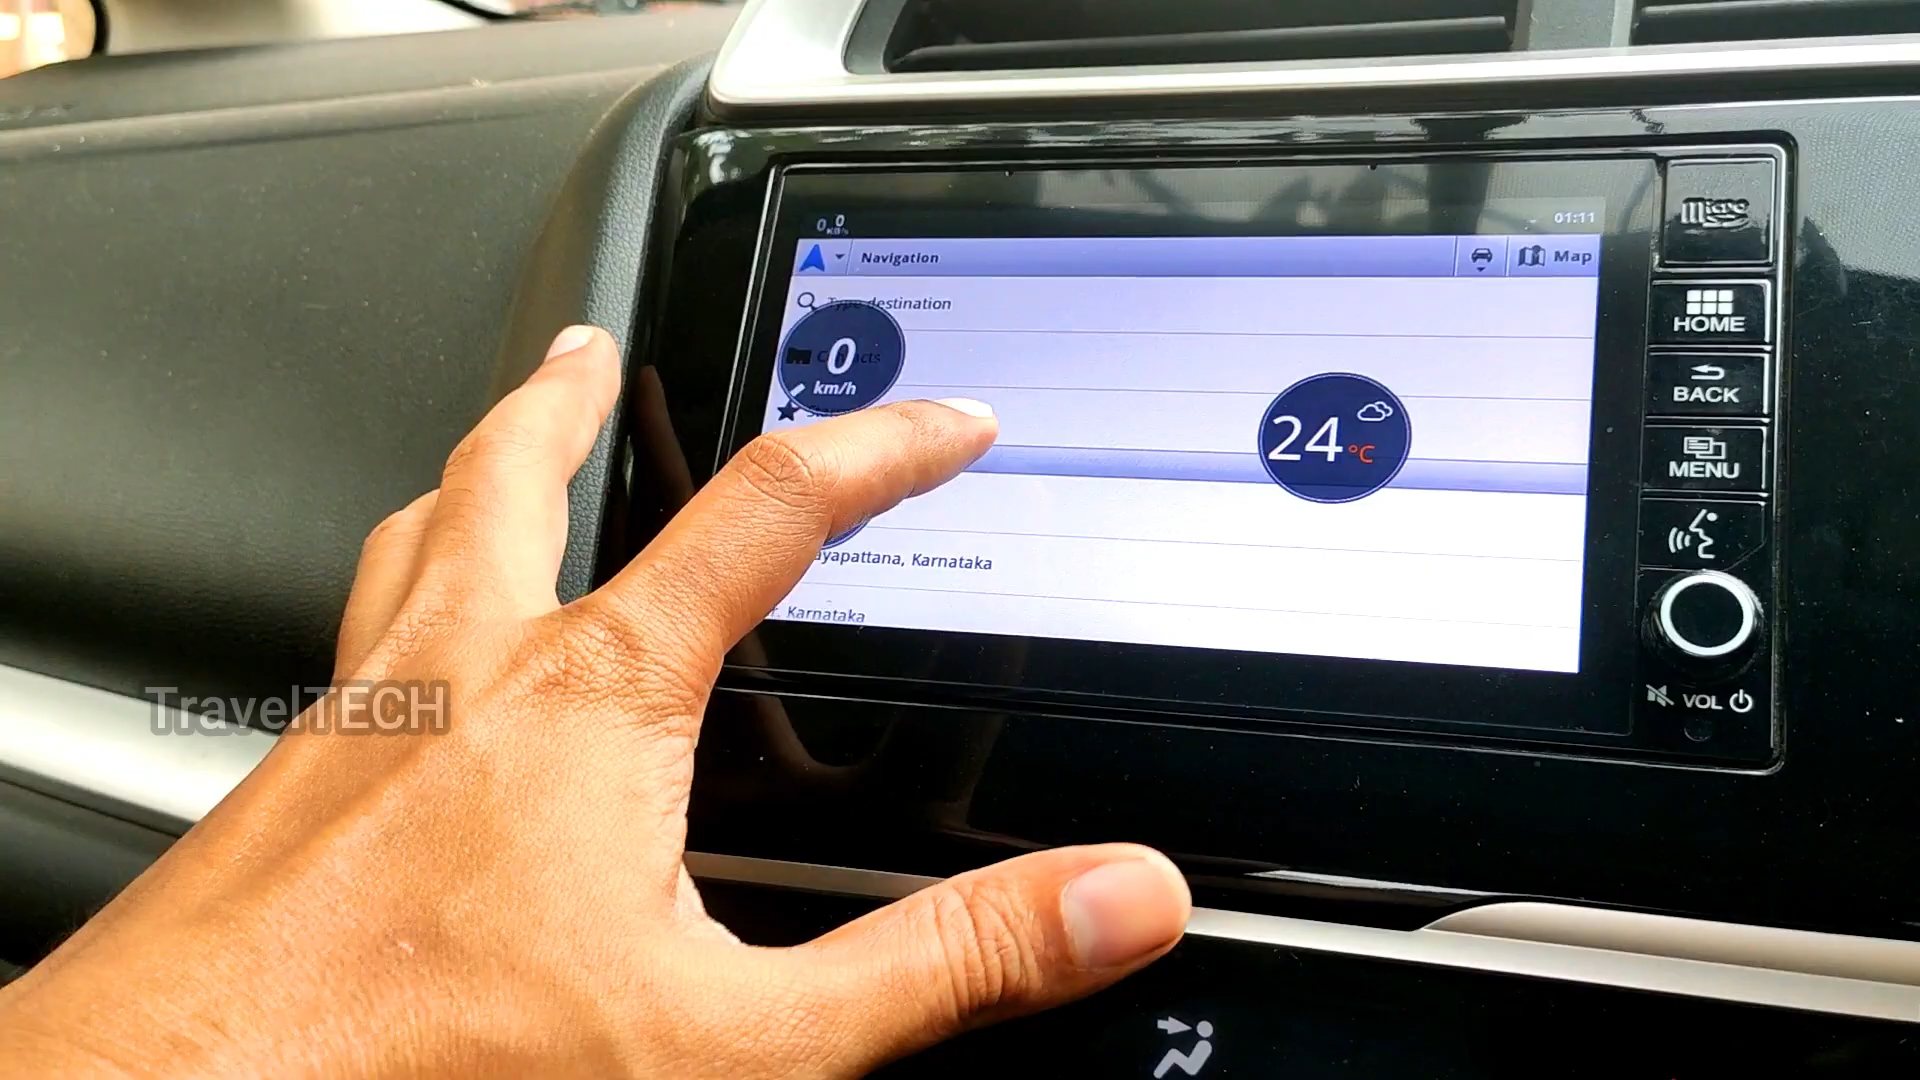 0 0
KB/s
01:11
Navigation
Map
Type destination
0
km/h
24 °C
ayapattana, Karnataka
Karnataka
Micro
HOME
BACK
MENU
VOL
TravelTECH